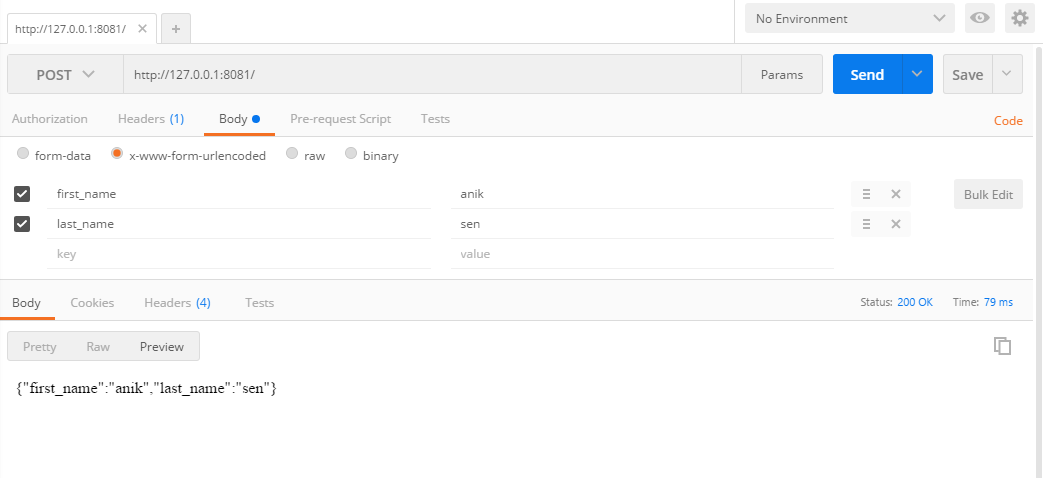 http://127.0.0.1:8081/
No Environment
POST http://127.0.0.1:8081/ Params Send Save
Authorization Headers (1) Body Pre-request Script Tests Code
form-data x-www-form-urlencoded raw binary
first_name anik Bulk Edit
last_name sen
key value
Body Cookies Headers (4) Tests Status: 200 OK Time: 79 ms
Pretty Raw Preview
{"first_name":"anik","last_name":"sen"}